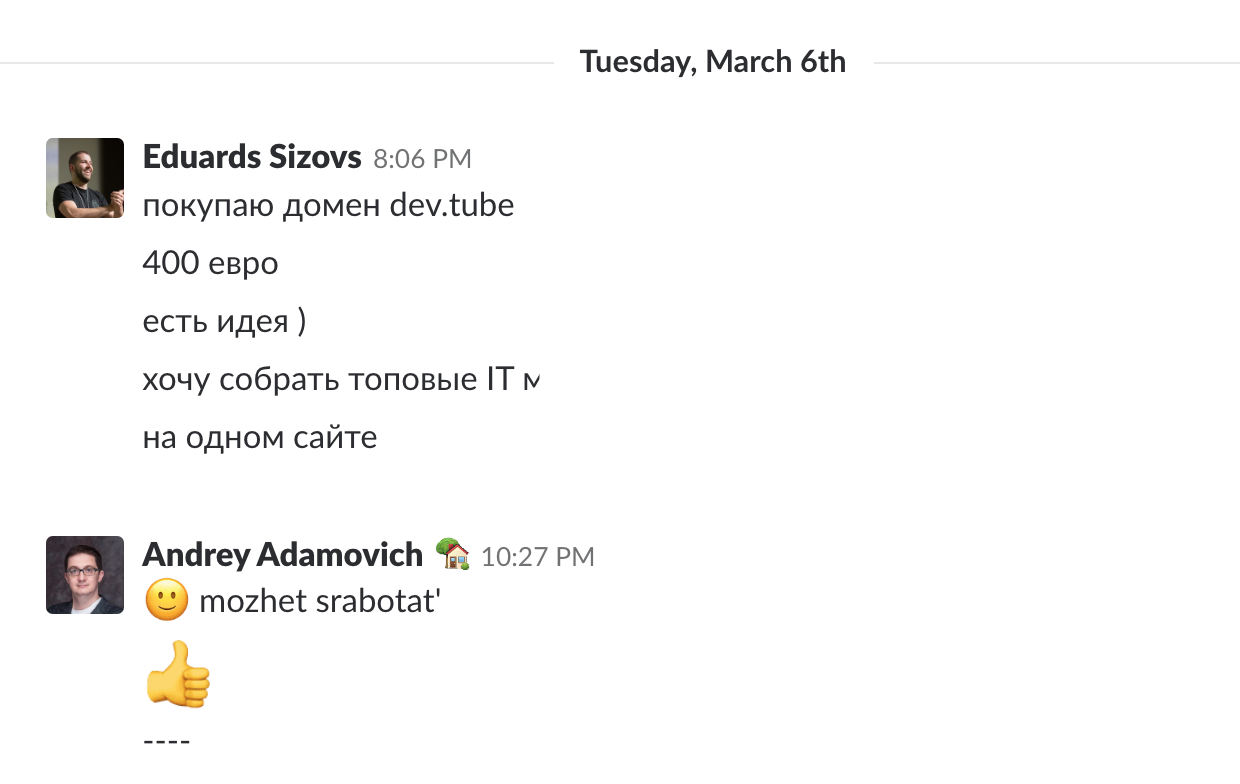 Tuesday, March 6th
Eduards Sizovs 8:06 PM
покупаю домен dev.tube
400 евро
есть идея )
хочу собрать топовые IT
на одном сайте
Andrey Adamovich 🏡 10:27 PM
🙂 mozhet srabotat'
👍
----